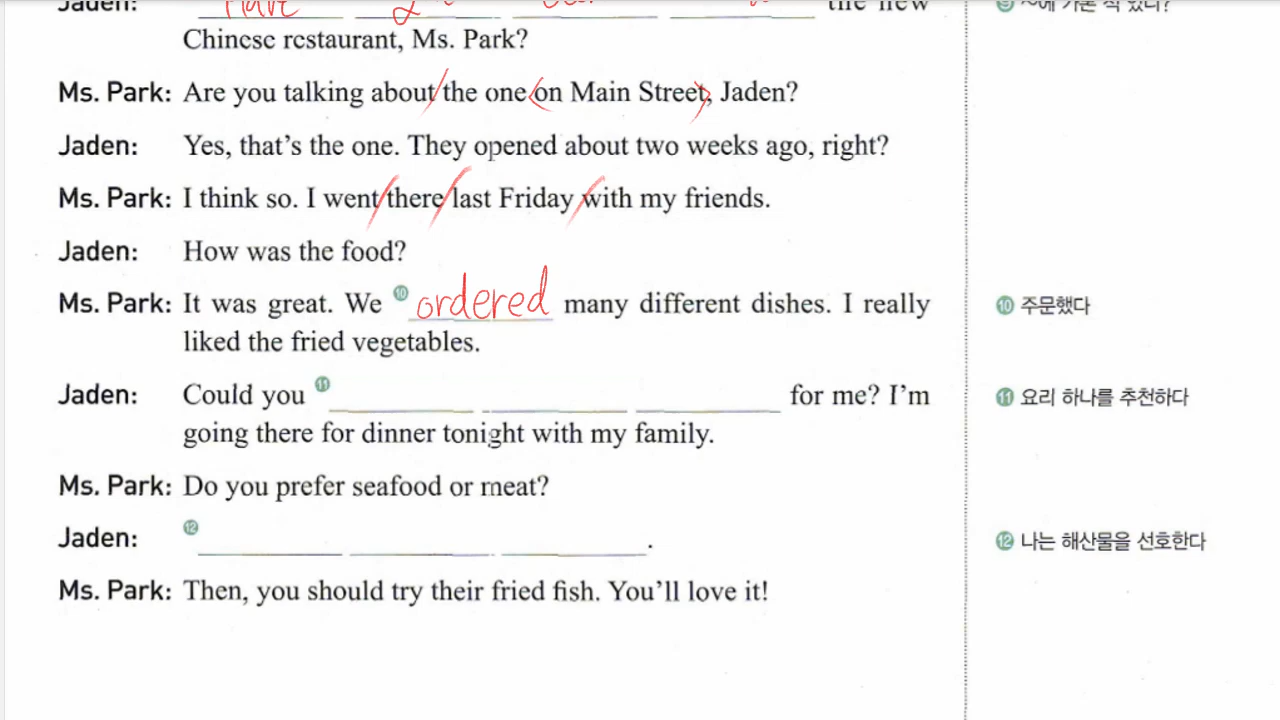 Jaden: Have the new
Chinese restaurant, Ms. Park?
Ms. Park: Are you talking about the one on Main Street, Jaden?
Jaden: Yes, that's the one. They opened about two weeks ago, right?
Ms. Park: I think so. I went there last Friday with my friends.
Jaden: How was the food?
Ms. Park: It was great. We ⑩ ordered many different dishes. I really
⑩ 주문했다
liked the fried vegetables.
Jaden: Could you ⑪ for me? I'm
⑪ 요리 하나를 추천하다
going there for dinner tonight with my family.
Ms. Park: Do you prefer seafood or meat?
Jaden: ⑫ .
⑫ 나는 해산물을 선호한다
Ms. Park: Then, you should try their fried fish. You'll love it!